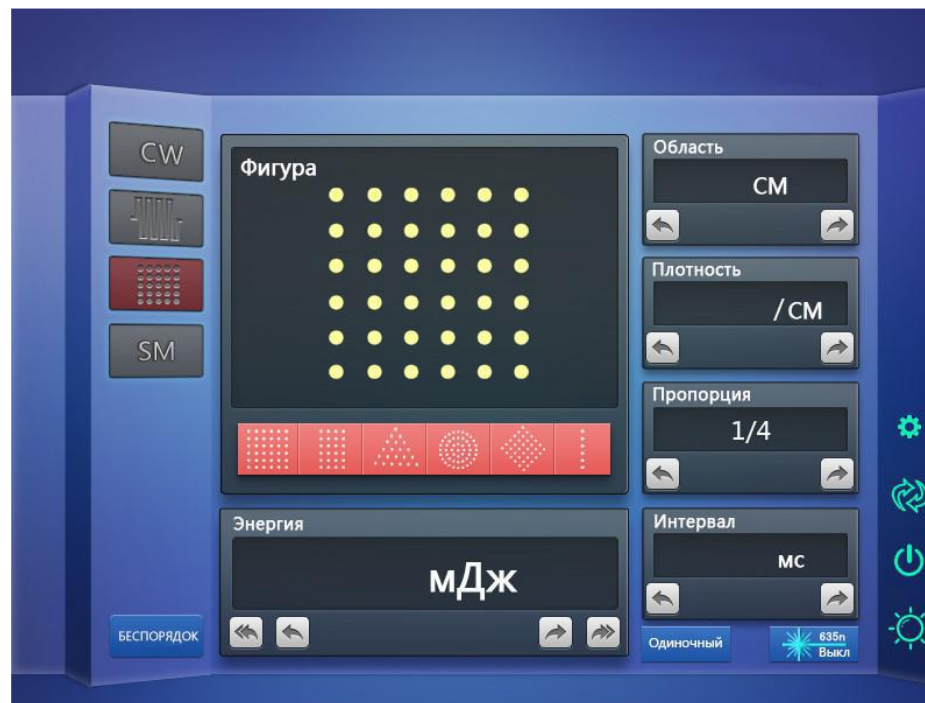 CW
SM
БЕСПОРЯДОК
Фигура
Энергия
мДж
Область
СМ
Плотность
/СМ
Пропорция
1/4
Интервал
мс
Одиночный
635n
Выкл